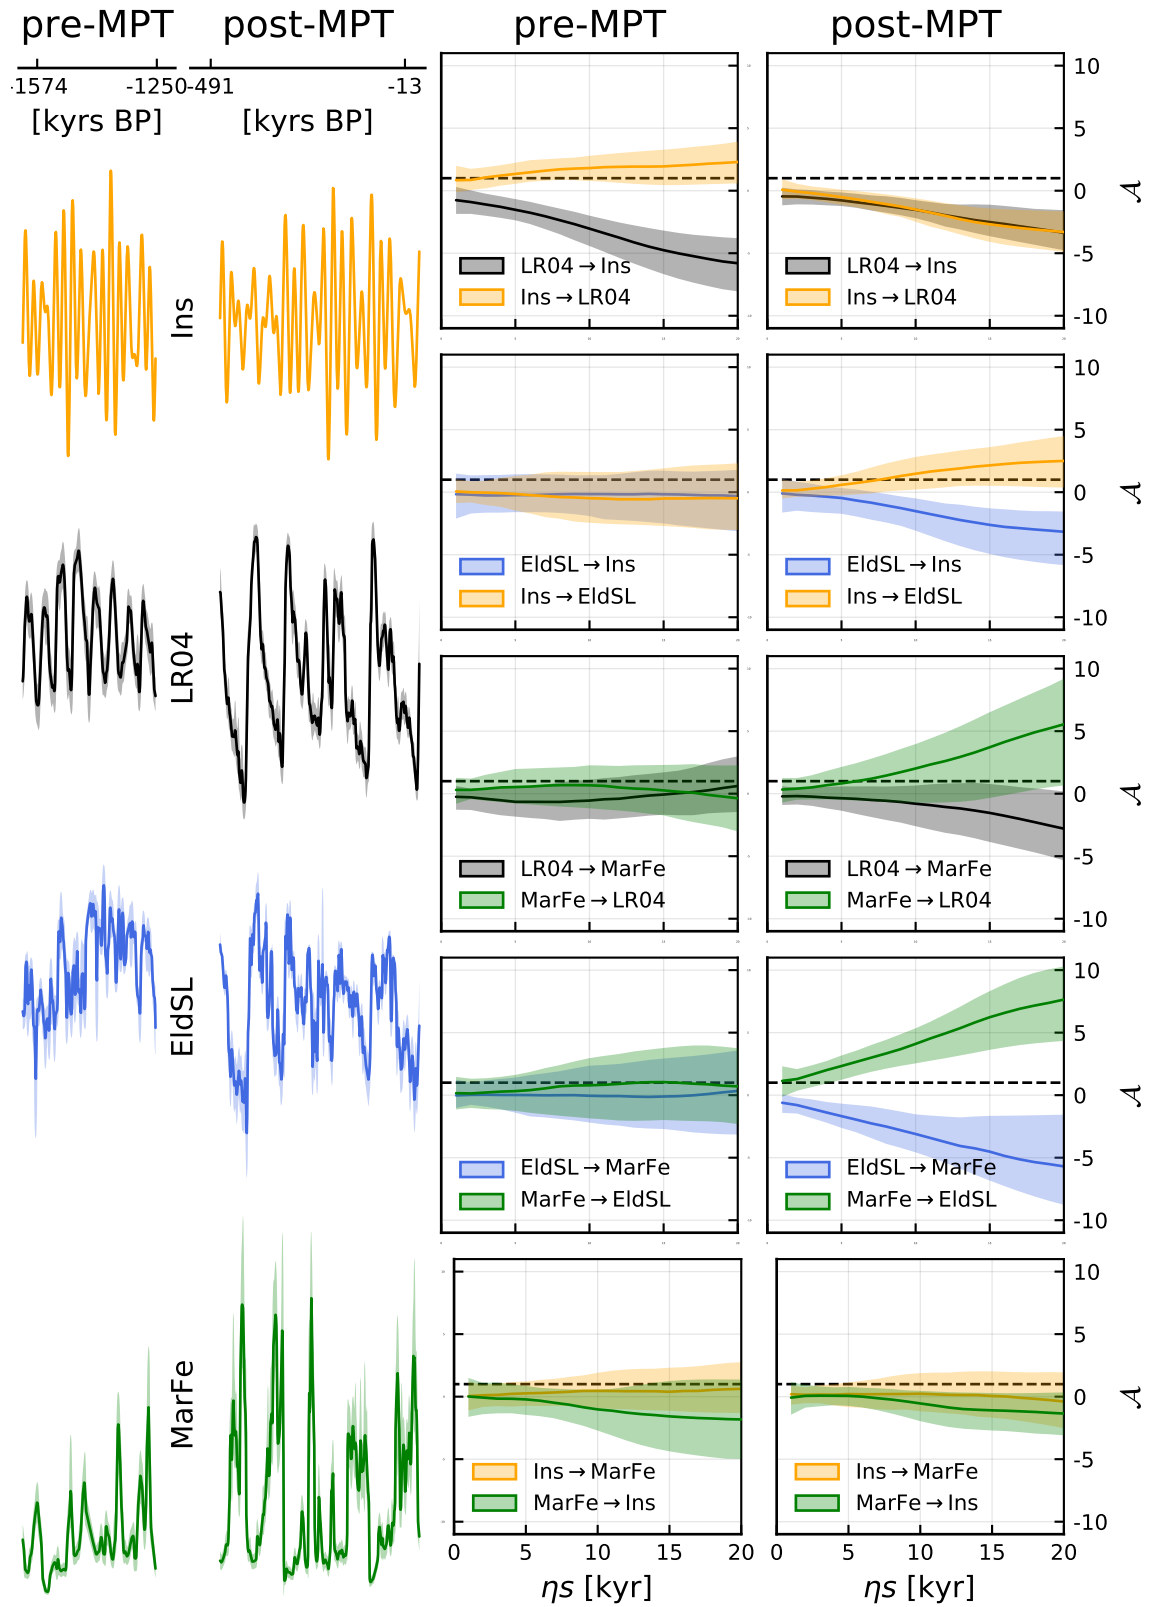 pre-MPT post-MPT pre-MPT post-MPT
-1574 -1250 -491 -13
[kyrs BP] [kyrs BP]
Ins
LR04
EldSL
MarFe
LR04→Ins
Ins→LR04
LR04→Ins
Ins→LR04
10
5
0
-5
-10
𝒜
EldSL→Ins
Ins→EldSL
EldSL→Ins
Ins→EldSL
10
5
0
-5
-10
𝒜
LR04→MarFe
MarFe→LR04
LR04→MarFe
MarFe→LR04
10
5
0
-5
-10
𝒜
EldSL→MarFe
MarFe→EldSL
EldSL→MarFe
MarFe→EldSL
10
5
0
-5
-10
𝒜
Ins→MarFe
MarFe→Ins
Ins→MarFe
MarFe→Ins
10
5
0
-5
-10
𝒜
0 5 10 15 20 0 5 10 15 20
ηs [kyr] ηs [kyr]